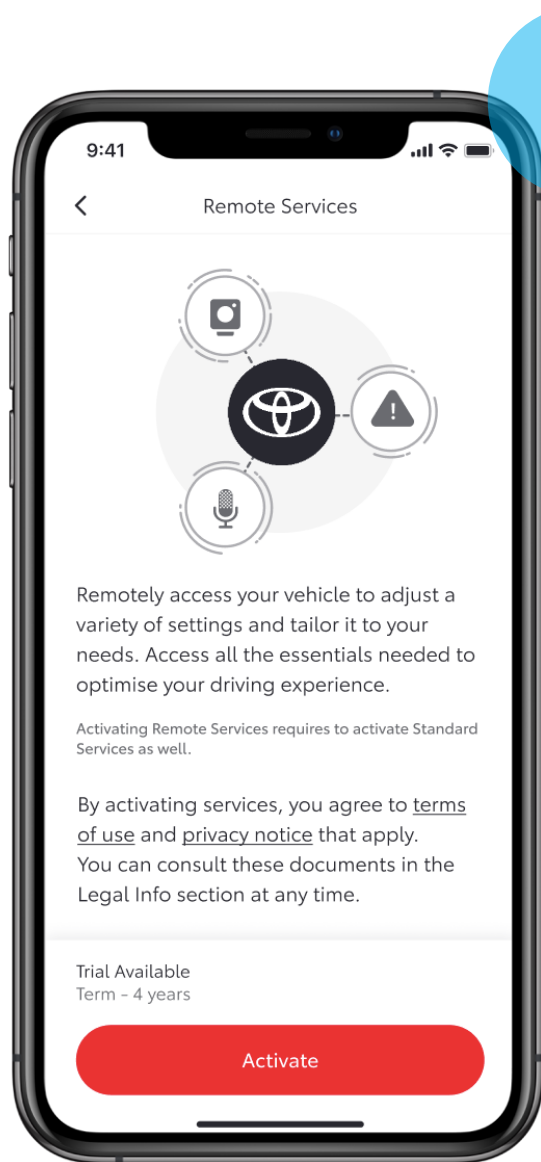 9:41
Remote Services
Remotely access your vehicle to adjust a
variety of settings and tailor it to your
needs. Access all the essentials needed to
optimise your driving experience.
Activating Remote Services requires to activate Standard
Services as well.
By activating services, you agree to terms
of use and privacy notice that apply.
You can consult these documents in the
Legal Info section at any time.
Trial Available
Term – 4 years
Activate